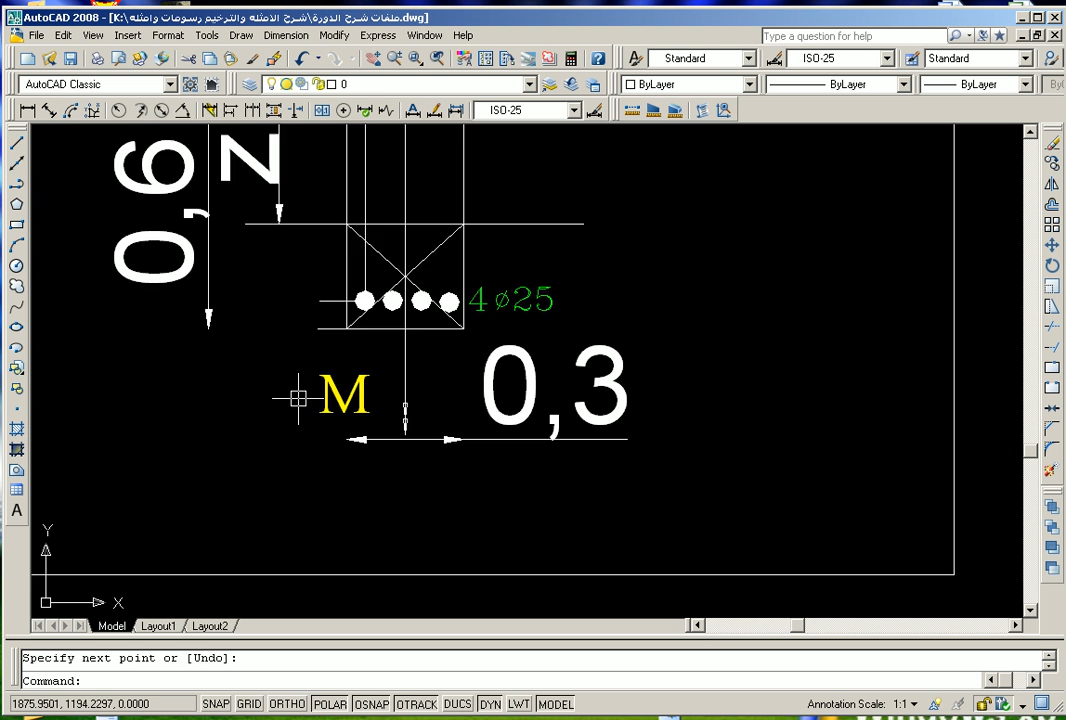 AutoCAD 2008 - [K:\ملفات شرح الدورة\شرح الامثله والترخيم رسومات وامثله.dwg]
File Edit View Insert Format Tools Draw Dimension Modify Express Window Help
Type a question for help
Standard ISO-25 Standard
AutoCAD Classic 0 ByLayer ByLayer ByLayer
ISO-25
0,6
Z
4ø25
M
0,3
Y
X
A
Model Layout1 Layout2
Specify next point or [Undo]:
Command:
1875.9501, 1194.2297, 0.0000 SNAP GRID ORTHO POLAR OSNAP OTRACK DUCS DYN LWT MODEL Annotation Scale: 1:1